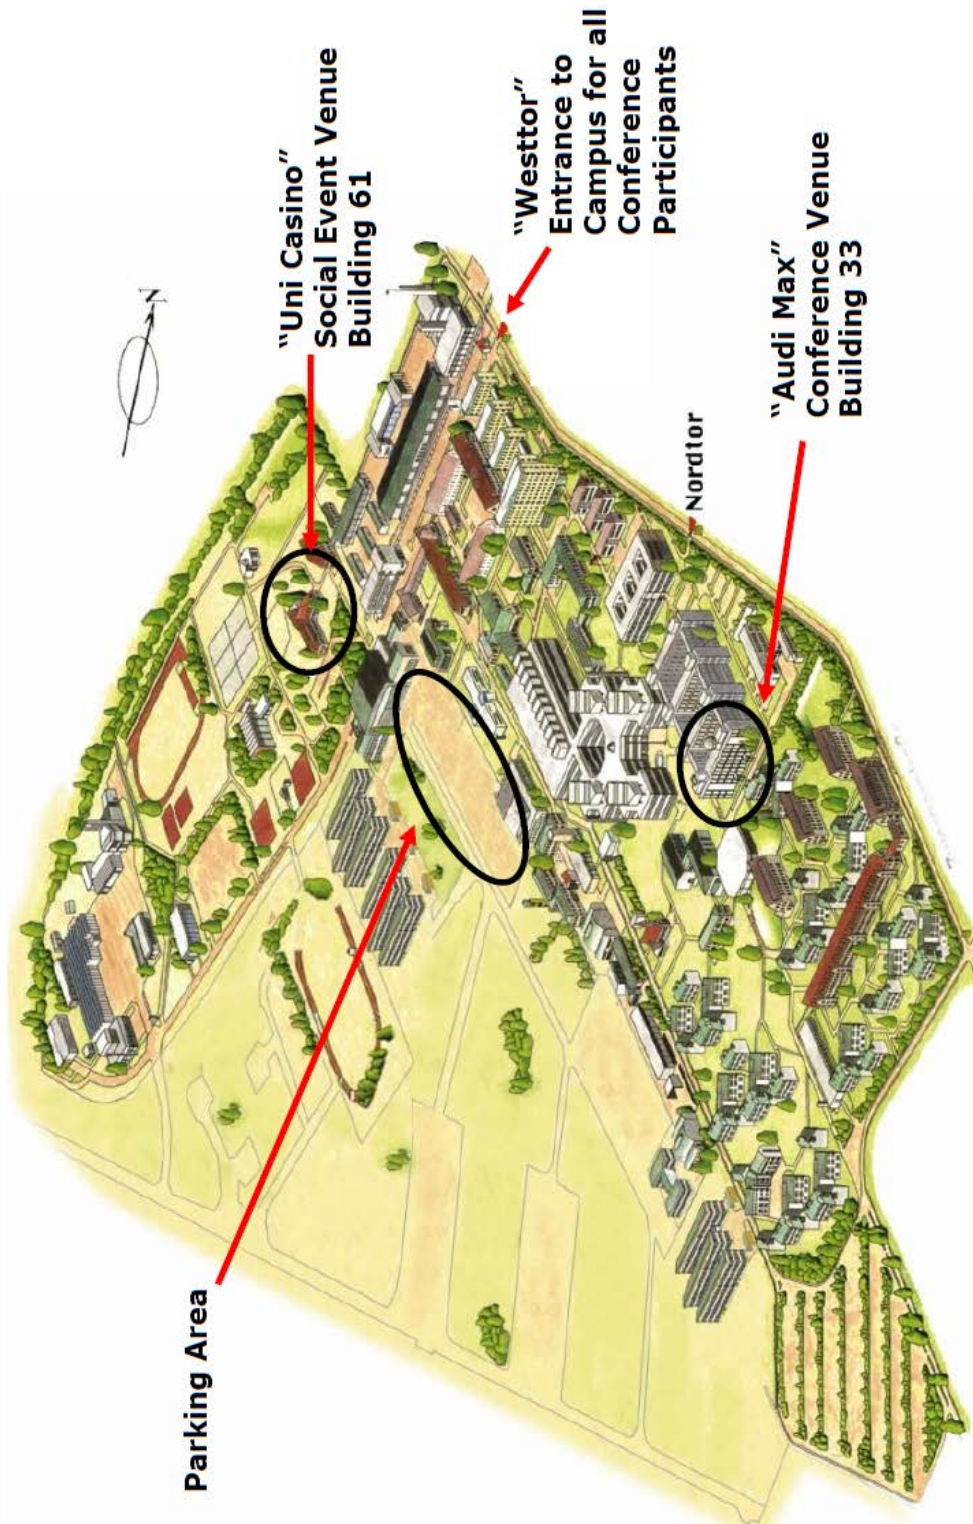 N
Parking Area
“Uni Casino”
Social Event Venue
Building 61
“Westtor”
Entrance to
Campus for all
Conference
Participants
Nordtor
“Audi Max”
Conference Venue
Building 33